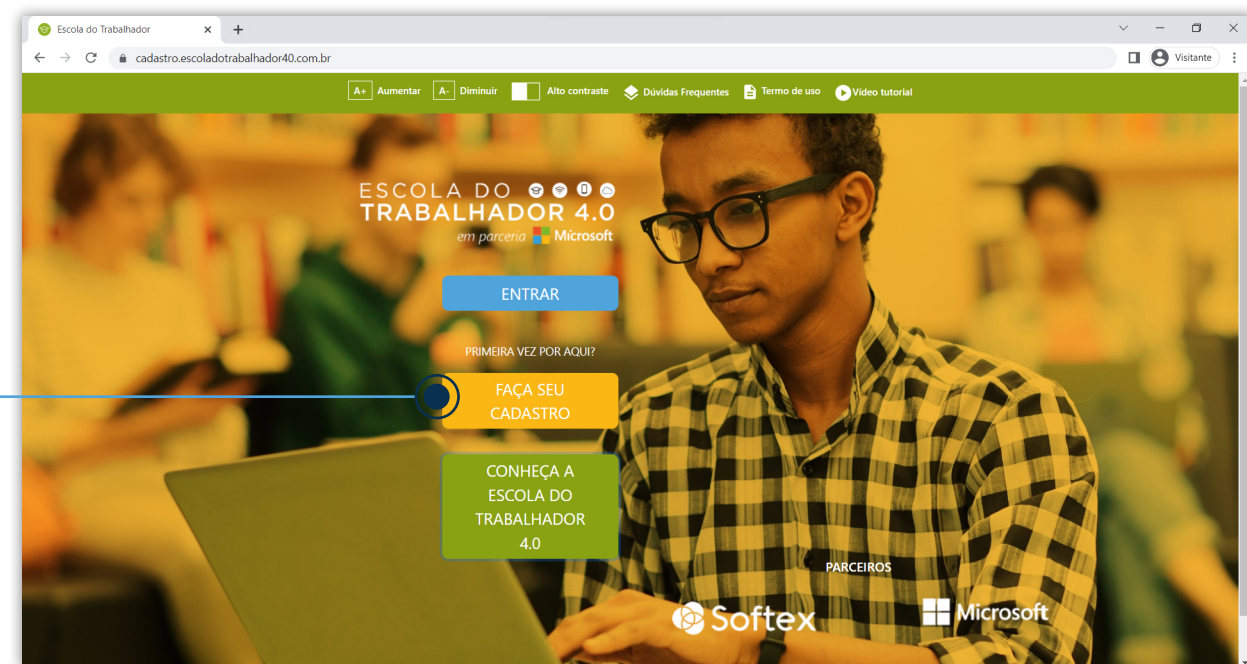 Escola do Trabalhador
cadastro.escoladotrabalhador40.com.br
Visitante
A+ Aumentar A- Diminuir Alto contraste Dúvidas Frequentes Termo de uso Vídeo tutorial
ESCOLA DO
TRABALHADOR 4.0
em parceria Microsoft
ENTRAR
PRIMEIRA VEZ POR AQUI?
FAÇA SEU
CADASTRO
CONHEÇA A
ESCOLA DO
TRABALHADOR
4.0
PARCEIROS
Softex Microsoft